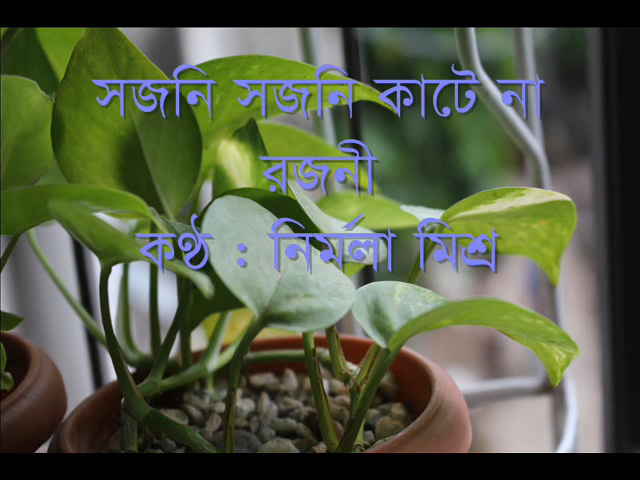 সজনি সজনি কাটে না
রজনী
কণ্ঠ : নির্মলা মিশ্র